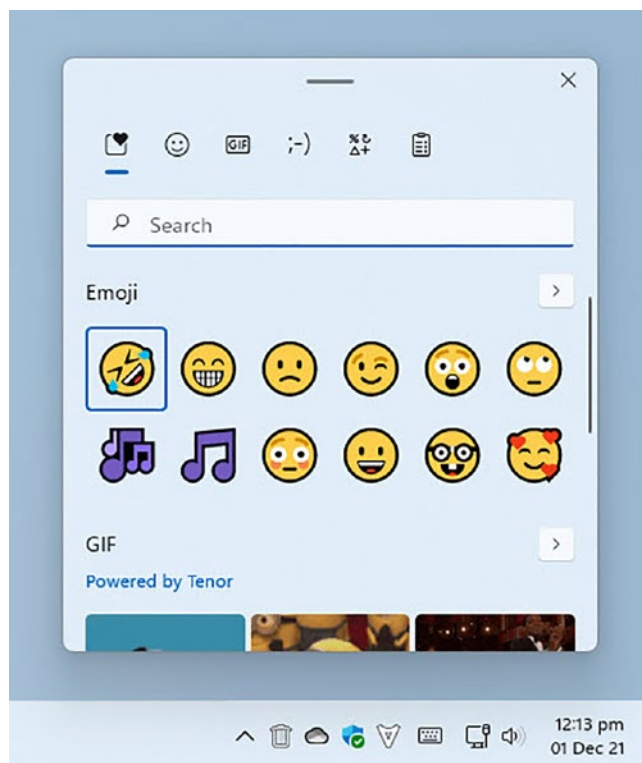 GIF ;-)
Search
Emoji
GIF
Powered by Tenor
12:13 pm
01 Dec 21